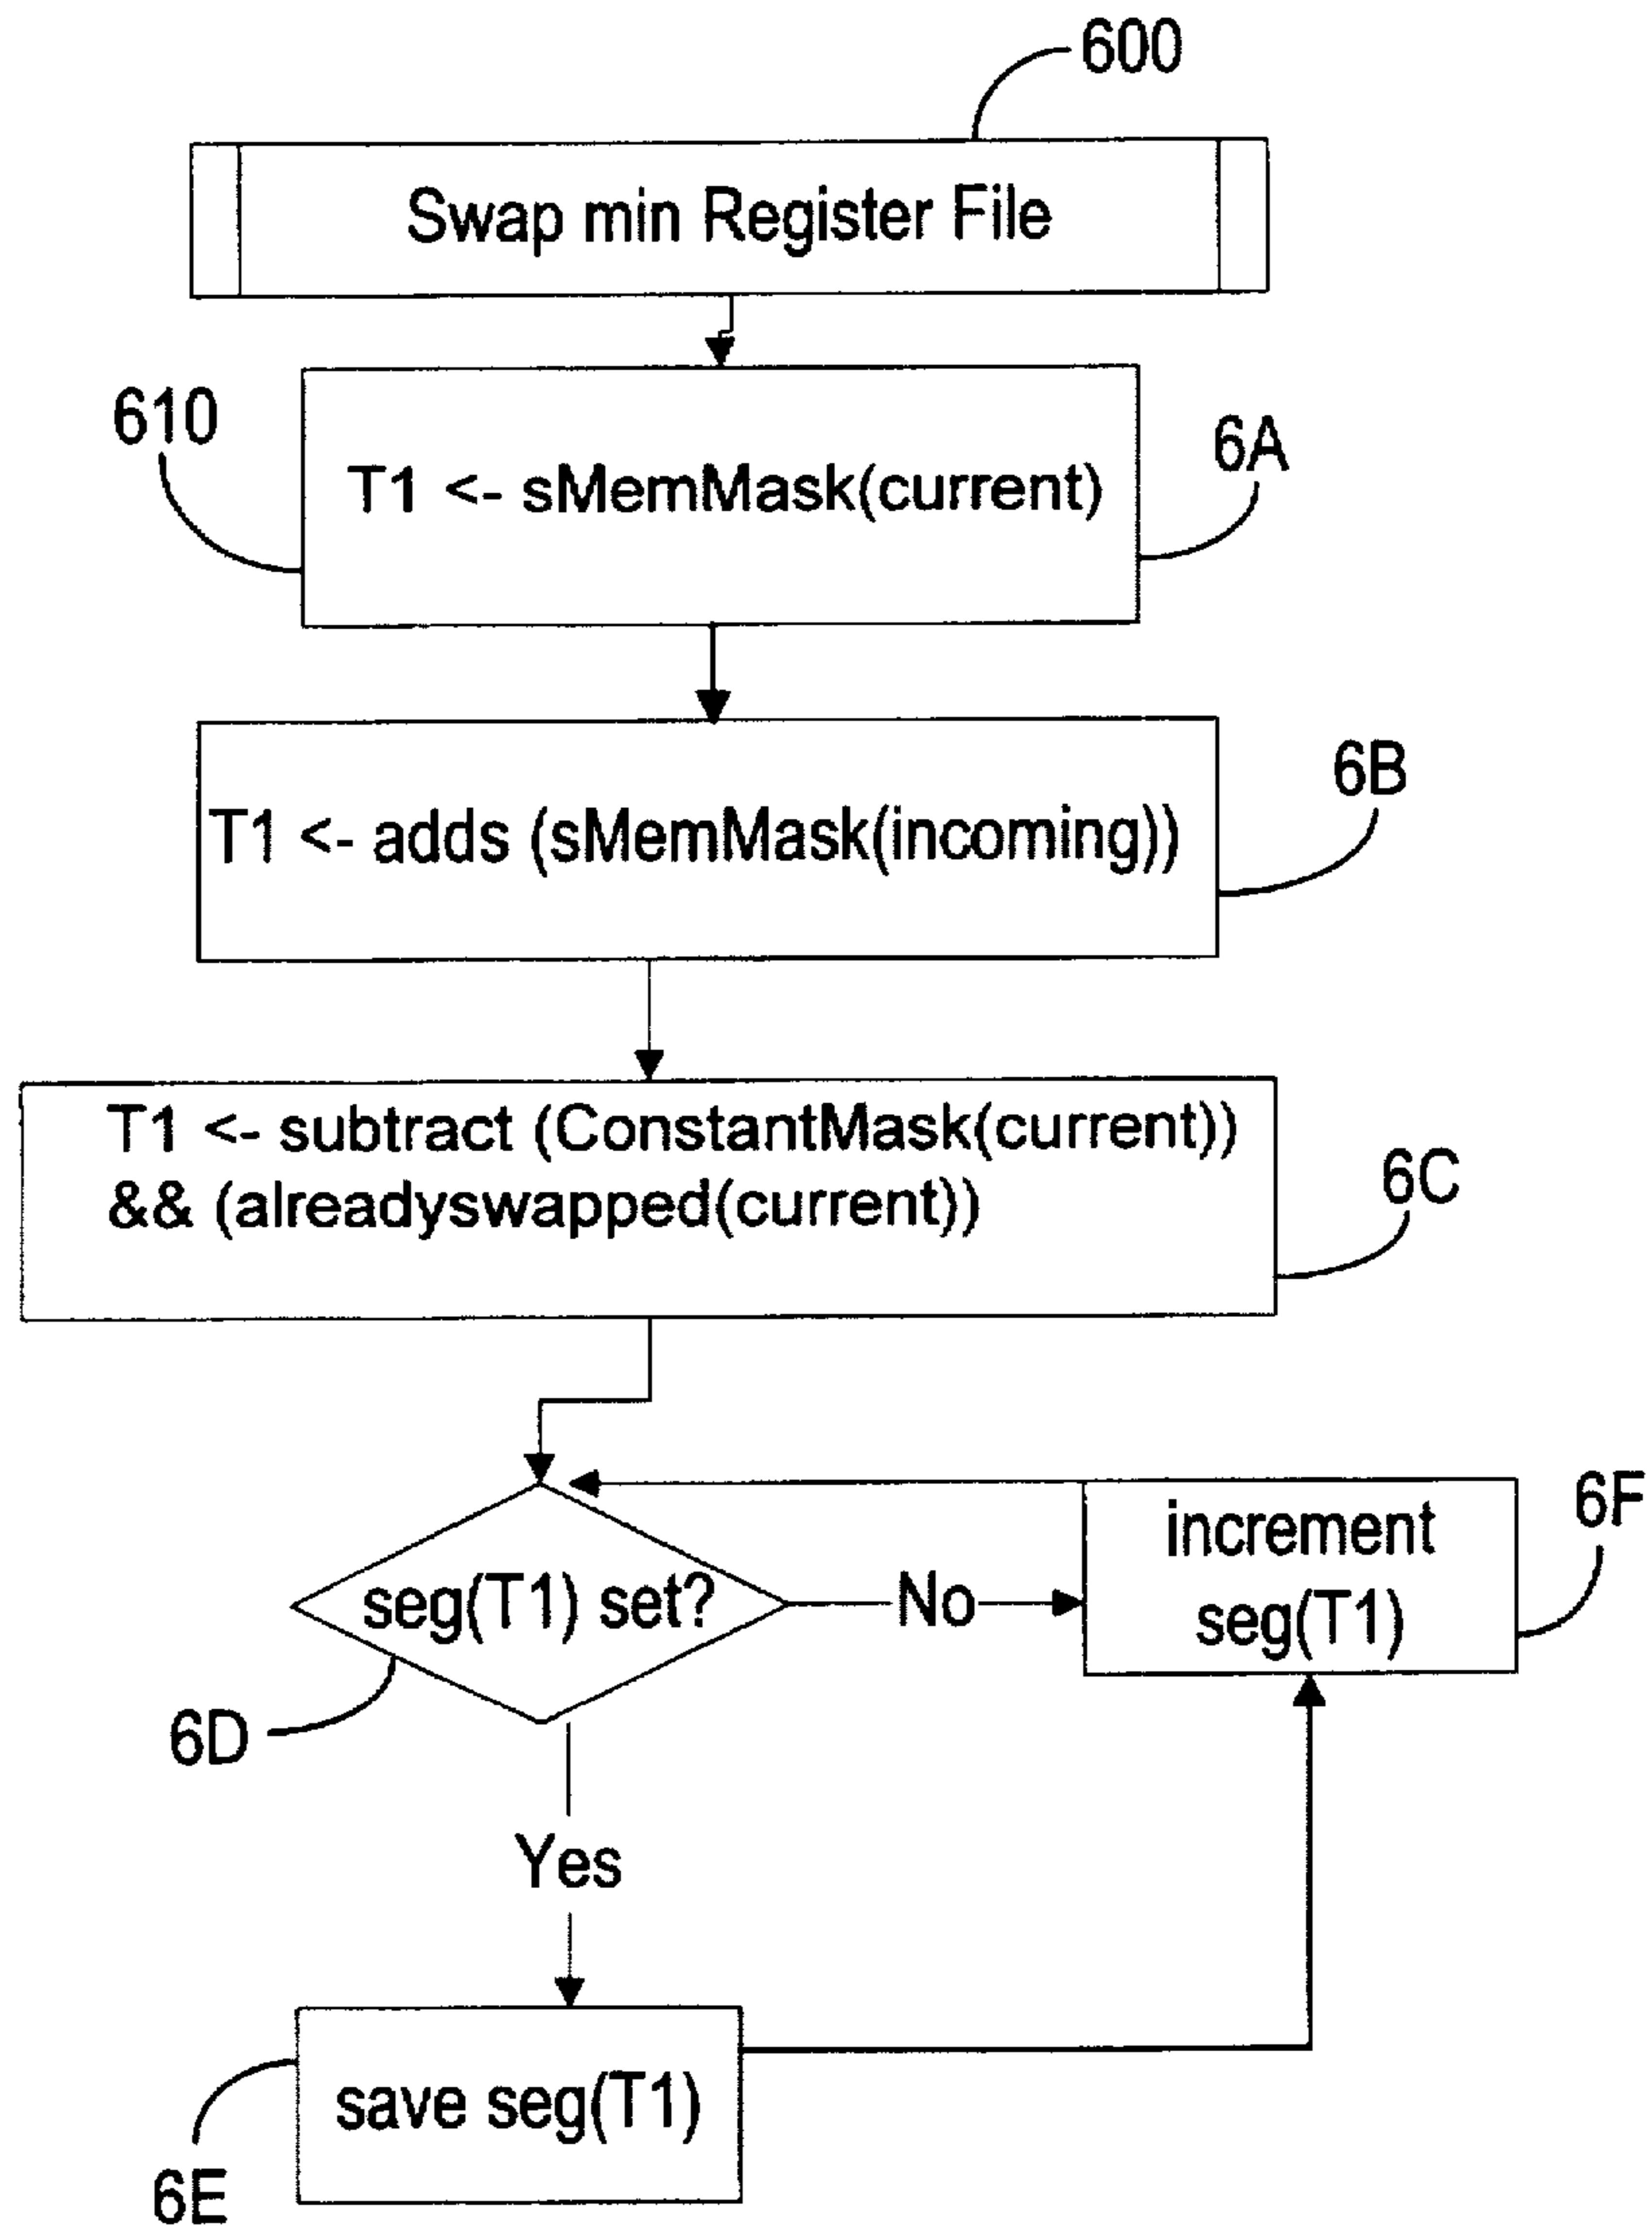 600
Swap min Register File
610
T1 <- sMemMask(current)
6A
T1 <- adds (sMemMask(incoming))
6B
T1 <- subtract (ConstantMask(current))
&& (alreadyswapped(current))
6C
seg(T1) set?
No
increment
seg(T1)
6F
6D
Yes
save seg(T1)
6E